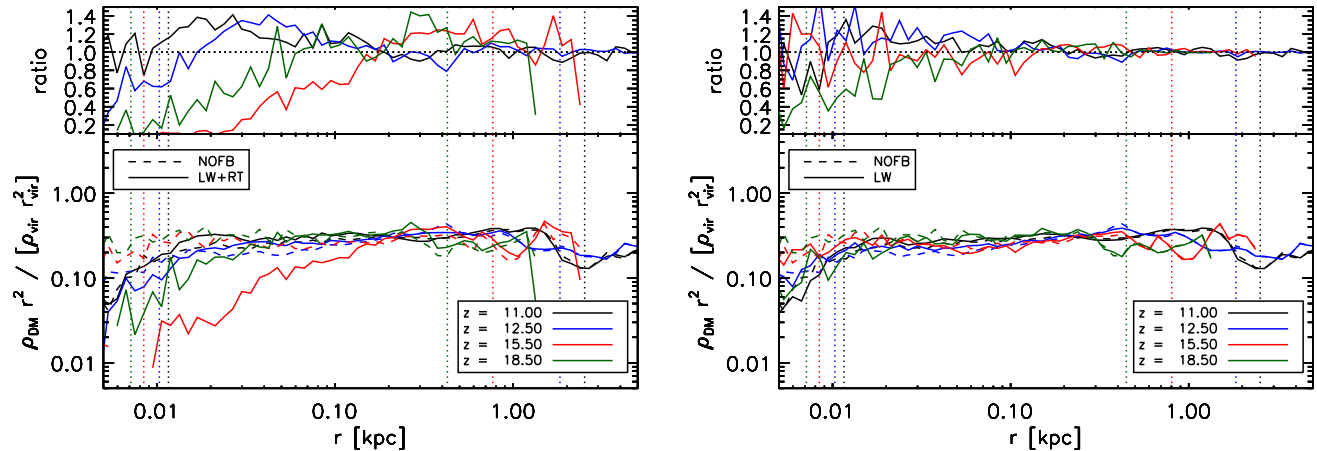 1.4
1.2
1.0
0.8
0.6
0.4
0.2
ratio
NOFB
LW+RT
1.00
0.10
0.01
ρDM r² / [ρvir r²vir]
z = 11.00
z = 12.50
z = 15.50
z = 18.50
0.01 0.10 1.00
r [kpc]
1.4
1.2
1.0
0.8
0.6
0.4
0.2
ratio
NOFB
LW
1.00
0.10
0.01
ρDM r² / [ρvir r²vir]
z = 11.00
z = 12.50
z = 15.50
z = 18.50
0.01 0.10 1.00
r [kpc]